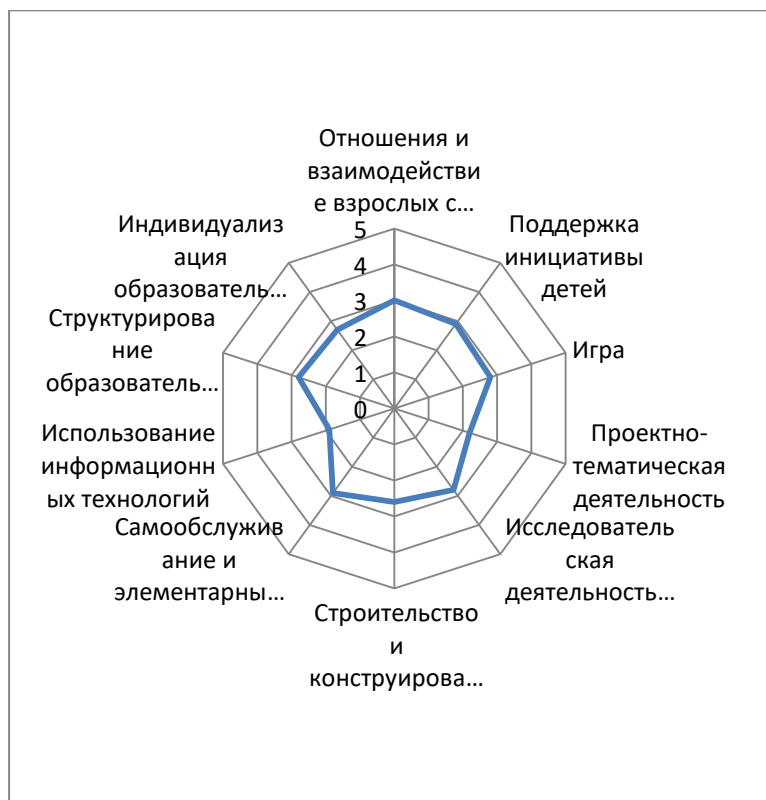 Отношения и
взаимодействи
е взрослых с...
Поддержка
инициативы
детей
Игра
Проектно-
тематическая
деятельность
Исследователь
ская
деятельность...
Строительство
и
конструирова...
Самообслужив
ание и
элементарны...
Использование
информационн
ых технологий
Структурирова
ние
образователь...
Индивидуализ
ация
образователь...
5
4
3
2
1
0